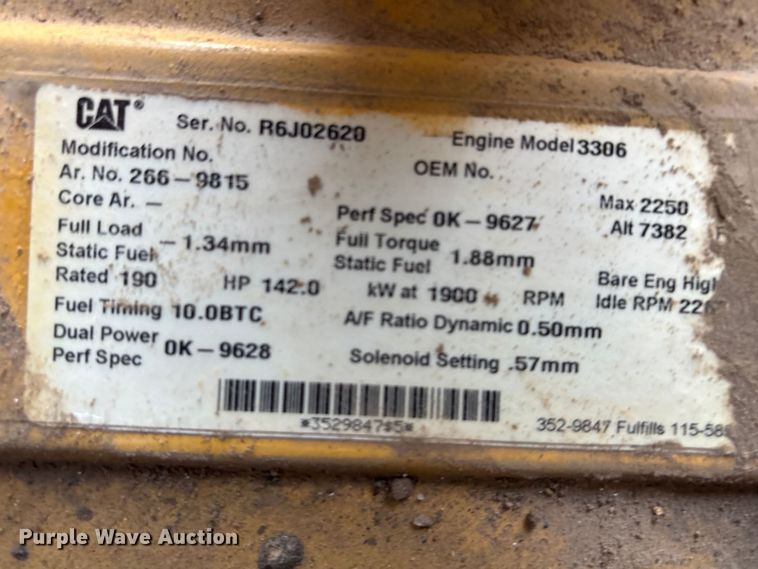 CAT® Ser. No. R6J02620 Engine Model 3306
Modification No. OEM No.
Ar. No. 266-9815 Max 2250
Core Ar. - Perf Spec 0K-9627 Alt 7382
Full Load Static Fuel -1.34mm Full Torque Static Fuel 1.88mm
Bare Eng High Idle RPM
Rated 190 HP 142.0 kW at 1900 RPM
Fuel Timing 10.0BTC A/F Ratio Dynamic 0.50mm
Dual Power Perf Spec 0K-9628 Solenoid Setting .57mm
*3529847$5*
352-9847 Fulfills
Purple Wave Auction